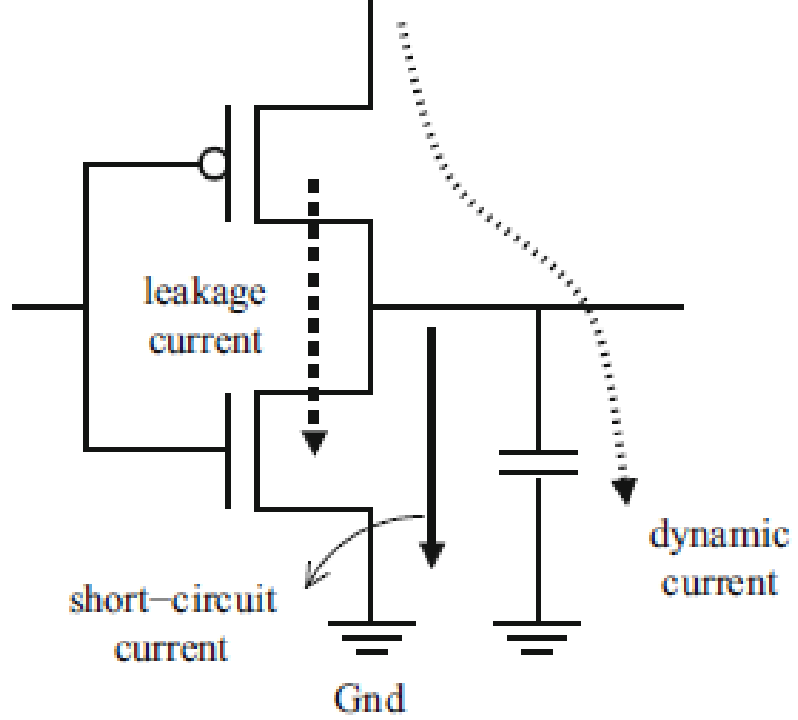 leakage
current
dynamic
current
short−circuit
current
Gnd